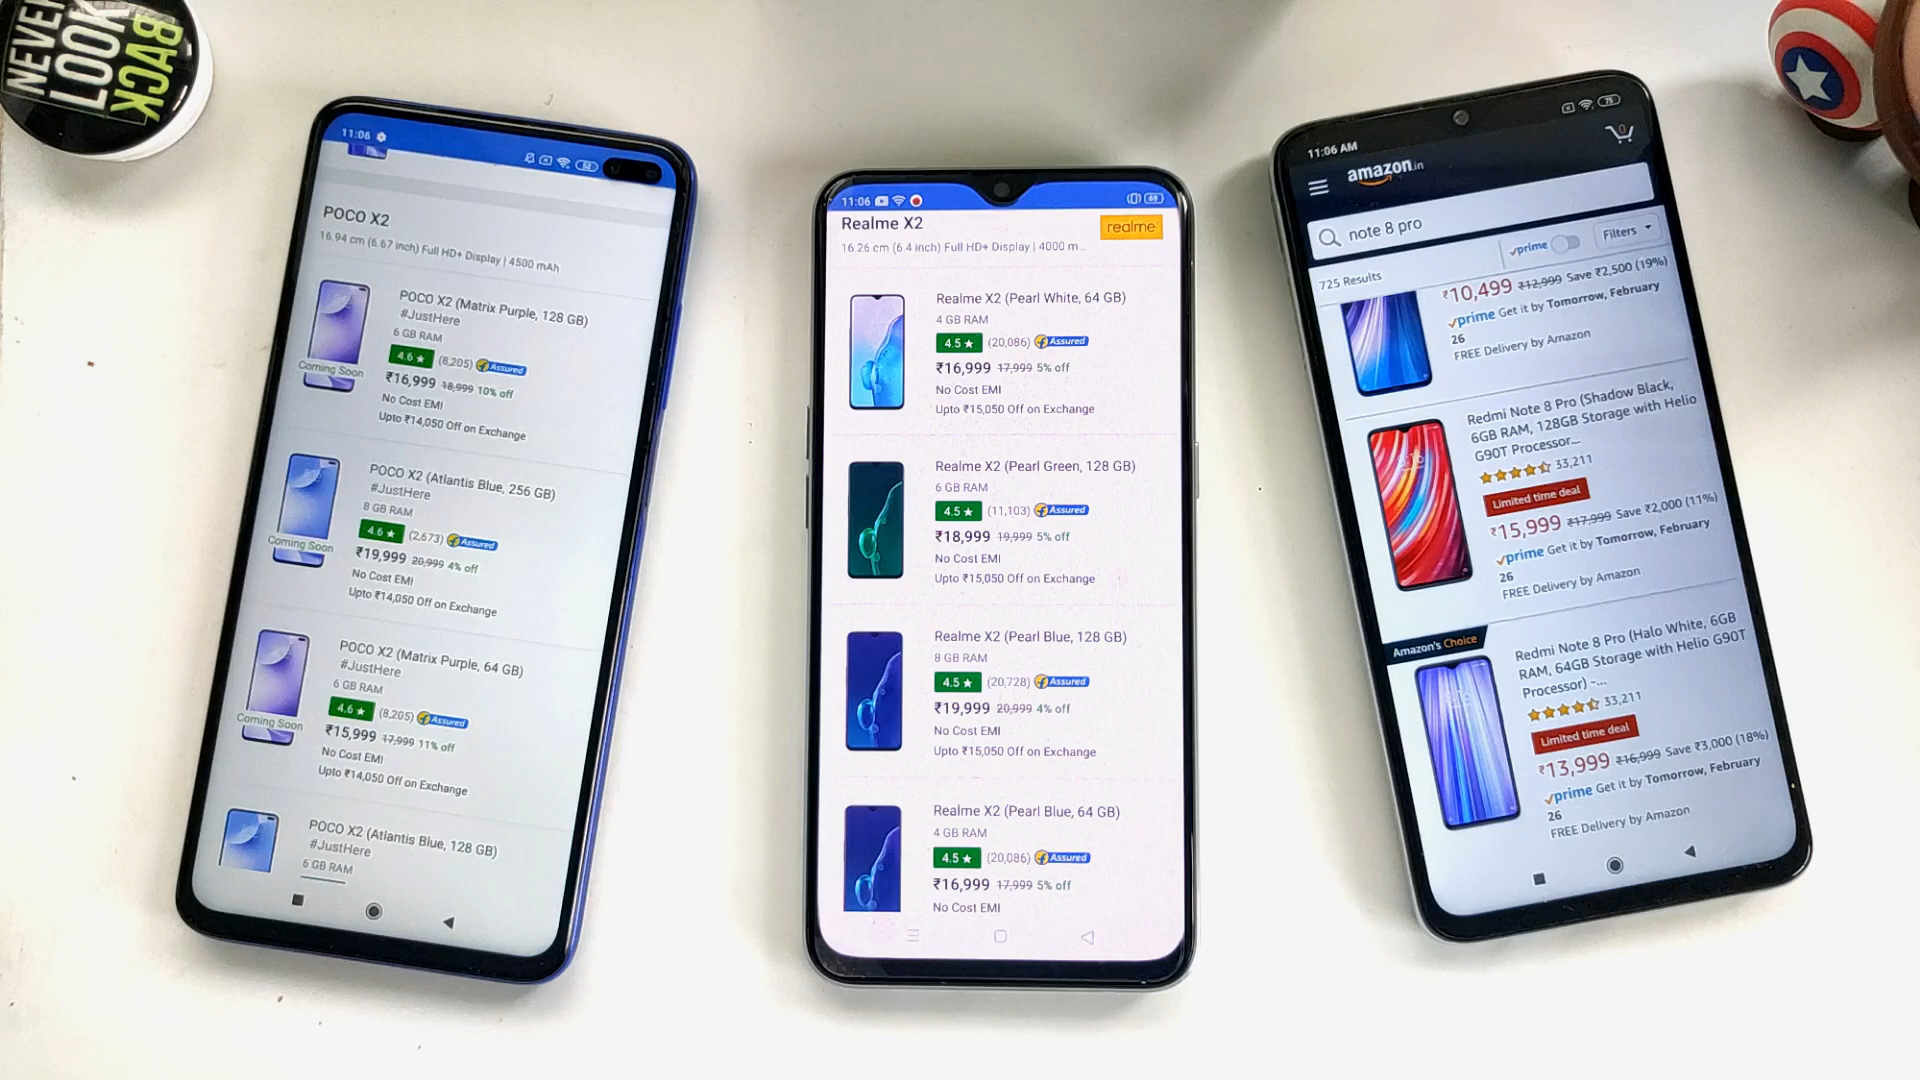 NEVER
LOOK
BACK
11:06
52
POCO X2
16.94 cm (6.67 inch) Full HD+ Display | 4500 mAh
POCO X2 (Matrix Purple, 128 GB)
#JustHere
6 GB RAM
4.6 ★ (8,205) Assured
₹16,999 18,999 10% off
No Cost EMI
Upto ₹14,050 Off on Exchange
Coming Soon
POCO X2 (Atlantis Blue, 256 GB)
#JustHere
8 GB RAM
4.6 ★ (2,673) Assured
₹19,999 20,999 4% off
No Cost EMI
Upto ₹14,050 Off on Exchange
Coming Soon
POCO X2 (Matrix Purple, 64 GB)
#JustHere
6 GB RAM
4.6 ★ (8,205) Assured
₹15,999 17,999 11% off
No Cost EMI
Upto ₹14,050 Off on Exchange
Coming Soon
POCO X2 (Atlantis Blue, 128 GB)
#JustHere
6 GB RAM
11:06
69
Realme X2
realme
16.26 cm (6.4 inch) Full HD+ Display | 4000 m...
Realme X2 (Pearl White, 64 GB)
4 GB RAM
4.5 ★ (20,086) Assured
₹16,999 17,999 5% off
No Cost EMI
Upto ₹15,050 Off on Exchange
Realme X2 (Pearl Green, 128 GB)
6 GB RAM
4.5 ★ (11,103) Assured
₹18,999 19,999 5% off
No Cost EMI
Upto ₹15,050 Off on Exchange
Realme X2 (Pearl Blue, 128 GB)
8 GB RAM
4.5 ★ (20,728) Assured
₹19,999 20,999 4% off
No Cost EMI
Upto ₹15,050 Off on Exchange
Realme X2 (Pearl Blue, 64 GB)
4 GB RAM
4.5 ★ (20,086) Assured
₹16,999 17,999 5% off
No Cost EMI
11:06 AM
75
amazon.in
0
note 8 pro
prime
Filters
725 Results
₹10,499 ₹12,999 Save ₹2,500 (19%)
prime Get it by Tomorrow, February
26
FREE Delivery by Amazon
Redmi Note 8 Pro (Shadow Black,
6GB RAM, 128GB Storage with Helio
G90T Processor...
33,211
Limited time deal
₹15,999 ₹17,999 Save ₹2,000 (11%)
prime Get it by Tomorrow, February
26
FREE Delivery by Amazon
Amazon's Choice
Redmi Note 8 Pro (Halo White, 6GB
RAM, 64GB Storage with Helio G90T
Processor) -...
33,211
Limited time deal
₹13,999 ₹16,999 Save ₹3,000 (18%)
prime Get it by Tomorrow, February
26
FREE Delivery by Amazon